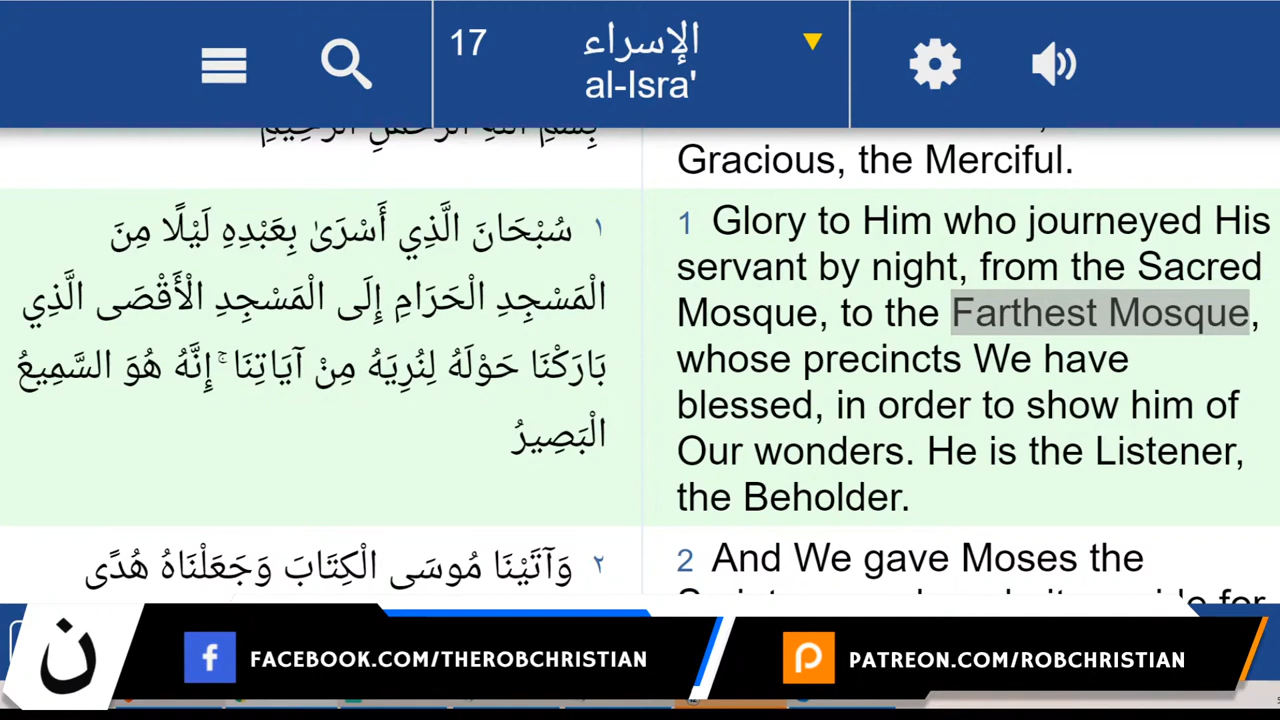 17
الإسراء
al-Isra'
بِسْمِ اللَّهِ الرَّحْمَٰنِ الرَّحِيمِ
Gracious, the Merciful.
١ سُبْحَانَ الَّذِي أَسْرَىٰ بِعَبْدِهِ لَيْلًا مِنَ
الْمَسْجِدِ الْحَرَامِ إِلَى الْمَسْجِدِ الْأَقْصَى الَّذِي
بَارَكْنَا حَوْلَهُ لِنُرِيَهُ مِنْ آيَاتِنَا ۚ إِنَّهُ هُوَ السَّمِيعُ
الْبَصِيرُ
1 Glory to Him who journeyed His
servant by night, from the Sacred
Mosque, to the Farthest Mosque,
whose precincts We have
blessed, in order to show him of
Our wonders. He is the Listener,
the Beholder.
٢ وَآتَيْنَا مُوسَى الْكِتَابَ وَجَعَلْنَاهُ هُدًى
2 And We gave Moses the
ن
FACEBOOK.COM/THEROBCHRISTIAN
PATREON.COM/ROBCHRISTIAN